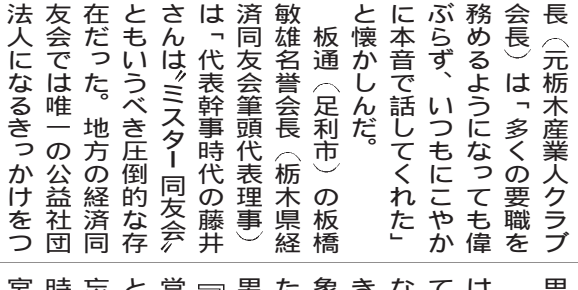 長（元栃木産業人クラブ
会長）は「多くの要職を
務めるようになっても偉
ぶらず、いつもにこやか
に本音で話してくれた」
と懐かしんだ。
　板通（足利市）の板橋
敏雄名誉会長（栃木県経
済同友会筆頭代表理事）
は「代表幹事時代の藤井
さんは〝ミスター同友会〟
ともいうべき圧倒的な存
在だった。地方の経済同
友会では唯一の公益社団
法人になるきっかけをつ